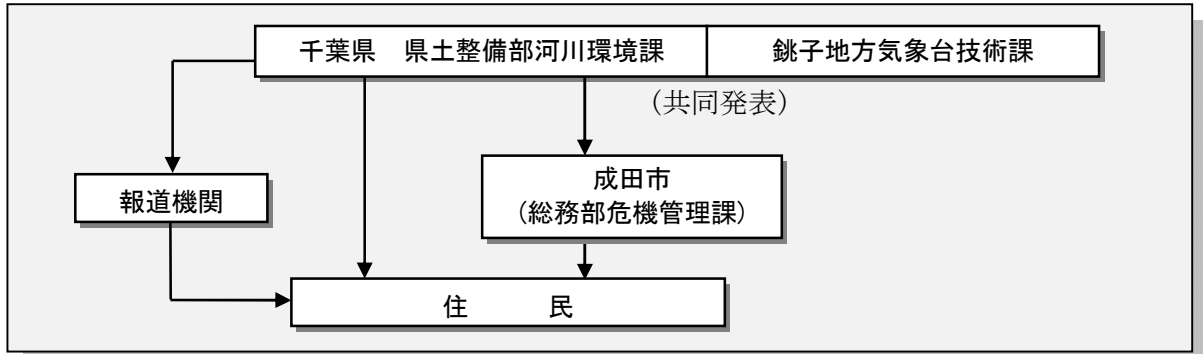 千葉県　県土整備部河川環境課
銚子地方気象台技術課
（共同発表）
成田市
（総務部危機管理課）
報道機関
住　　　民